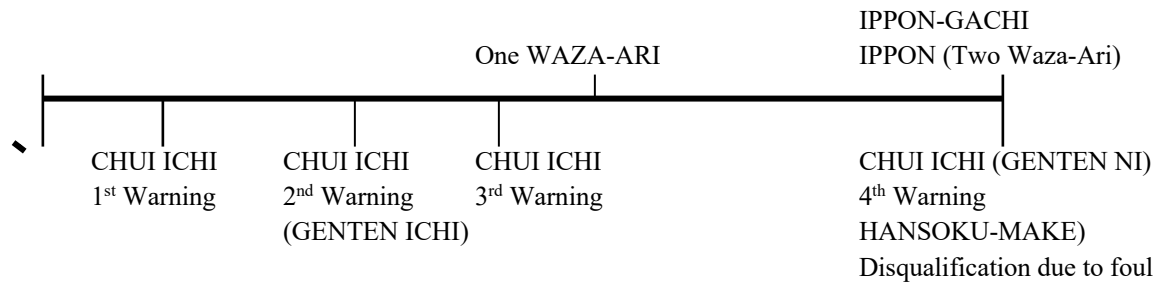 IPPON-GACHI
One WAZA-ARI IPPON (Two Waza-Ari)
CHUI ICHI CHUI ICHI CHUI ICHI CHUI ICHI (GENTEN NI)
1st Warning 2nd Warning 3rd Warning 4th Warning
(GENTEN ICHI) HANSOKU-MAKE)
Disqualification due to foul